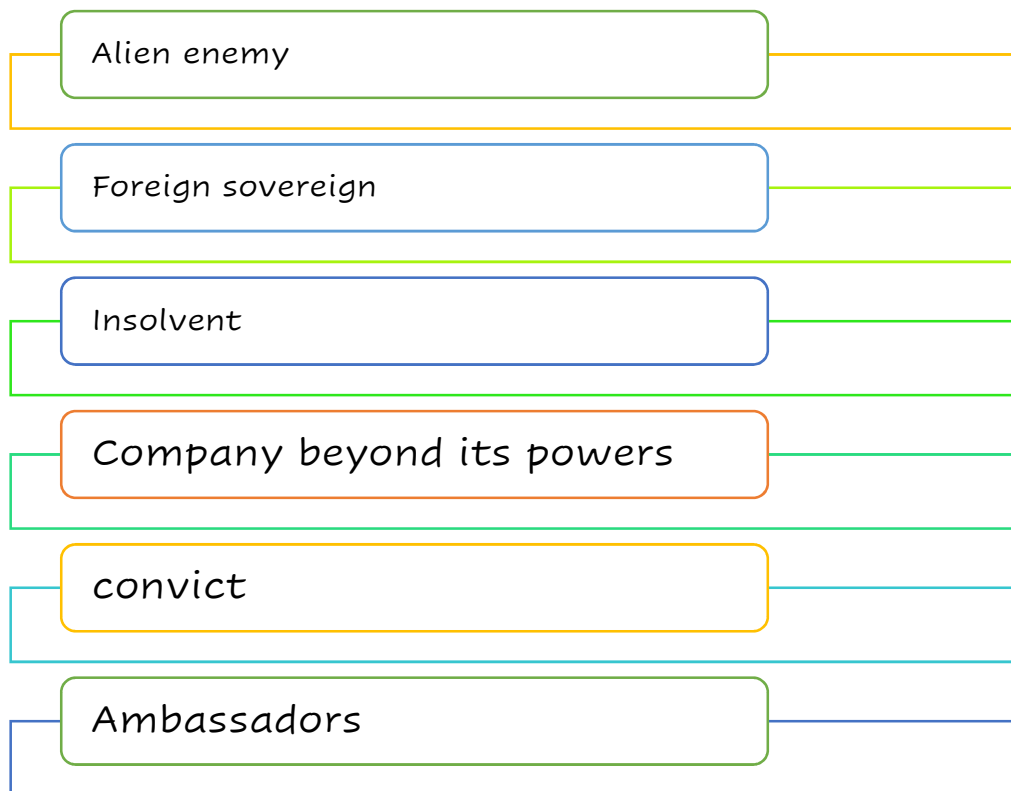 Alien enemy
Foreign sovereign
Insolvent
Company beyond its powers
convict
Ambassadors